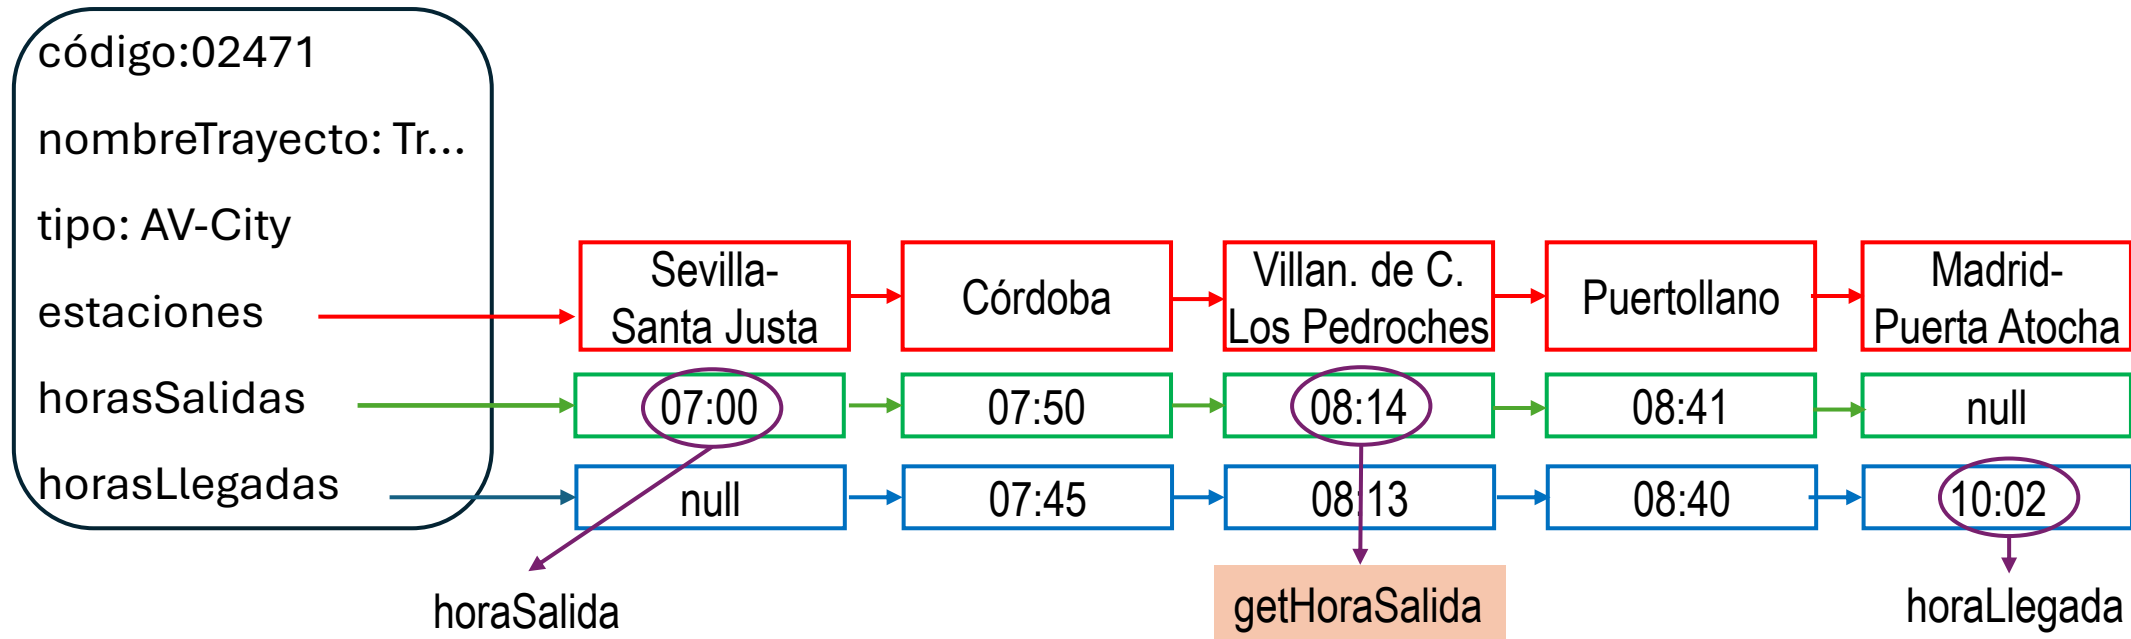 código:02471
nombreTrayecto: Tr...
tipo: AV-City
estaciones
horasSalidas
horasLlegadas
Sevilla-
Santa Justa
Córdoba
Villan. de C.
Los Pedroches
Puertollano
Madrid-
Puerta Atocha
07:00
07:50
08:14
08:41
null
null
07:45
08:13
08:40
10:02
horaSalida
getHoraSalida
horaLlegada